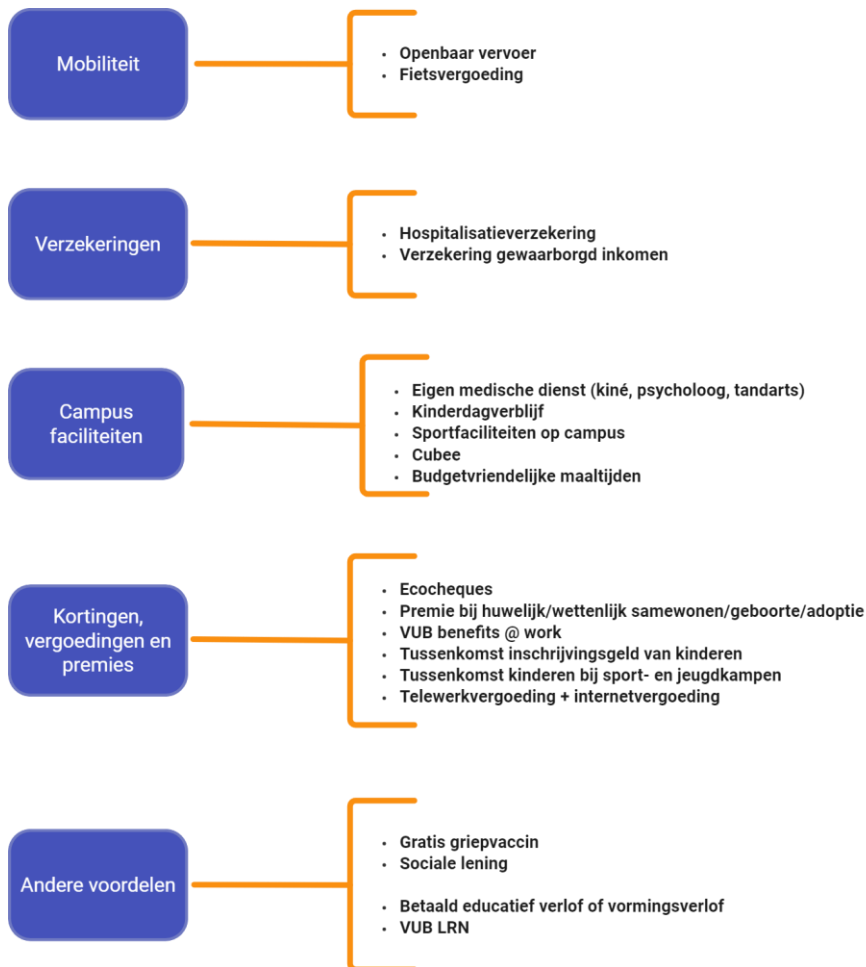 Mobiliteit
Openbaar vervoer
Fietsvergoeding
Verzekeringen
Hospitalisatieverzekering
Verzekering gewaarborgd inkomen
Campus
faciliteiten
Eigen medische dienst (kiné, psycholoog, tandarts)
Kinderdagverblijf
Sportfaciliteiten op campus
Cubee
Budgetvriendelijke maaltijden
Kortingen,
vergoedingen en
premies
Ecocheques
Premie bij huwelijk/wettenlijk samewonen/geboorte/adoptie
VUB benefits @ work
Tussenkomst inschrijvingsgeld van kinderen
Tussenkomst kinderen bij sport- en jeugdkampen
Telewerkvergoeding + internetvergoeding
Andere voordelen
Gratis griepvaccin
Sociale lening
Betaald educatief verlof of vormingsverlof
VUB LRN